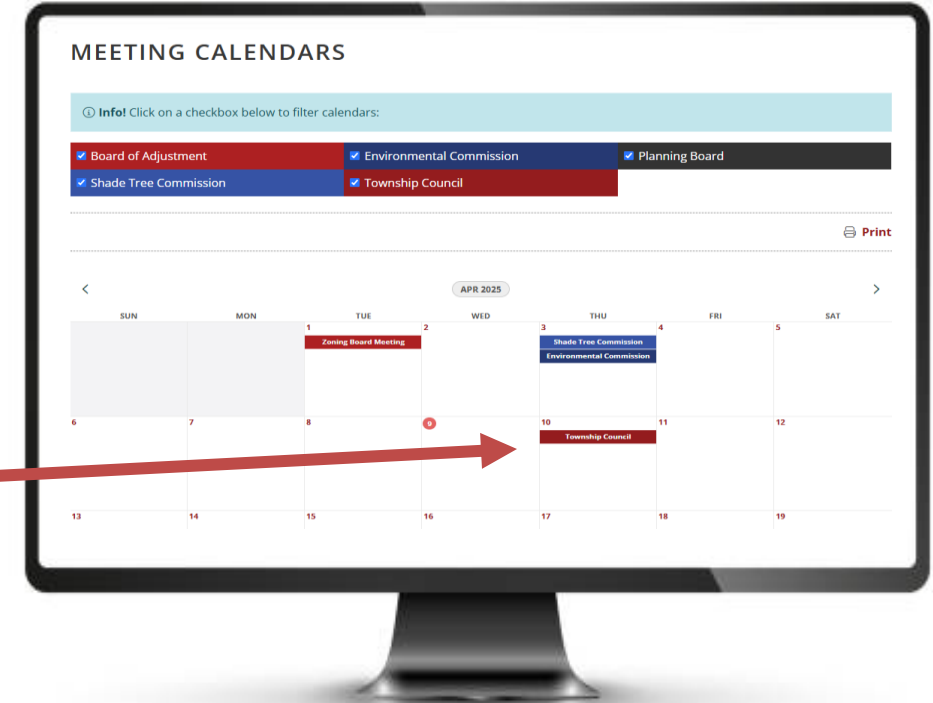 MEETING CALENDARS
Info! Click on a checkbox below to filter calendars:
Board of Adjustment Environmental Commission Planning Board
Shade Tree Commission Township Council
Print
< APR 2025 >
SUN MON TUE WED THU FRI SAT
1 2 3 4 5
Zoning Board Meeting Shade Tree Commission
Environmental Commission
6 7 8 9 10 11 12
Township Council
13 14 15 16 17 18 19